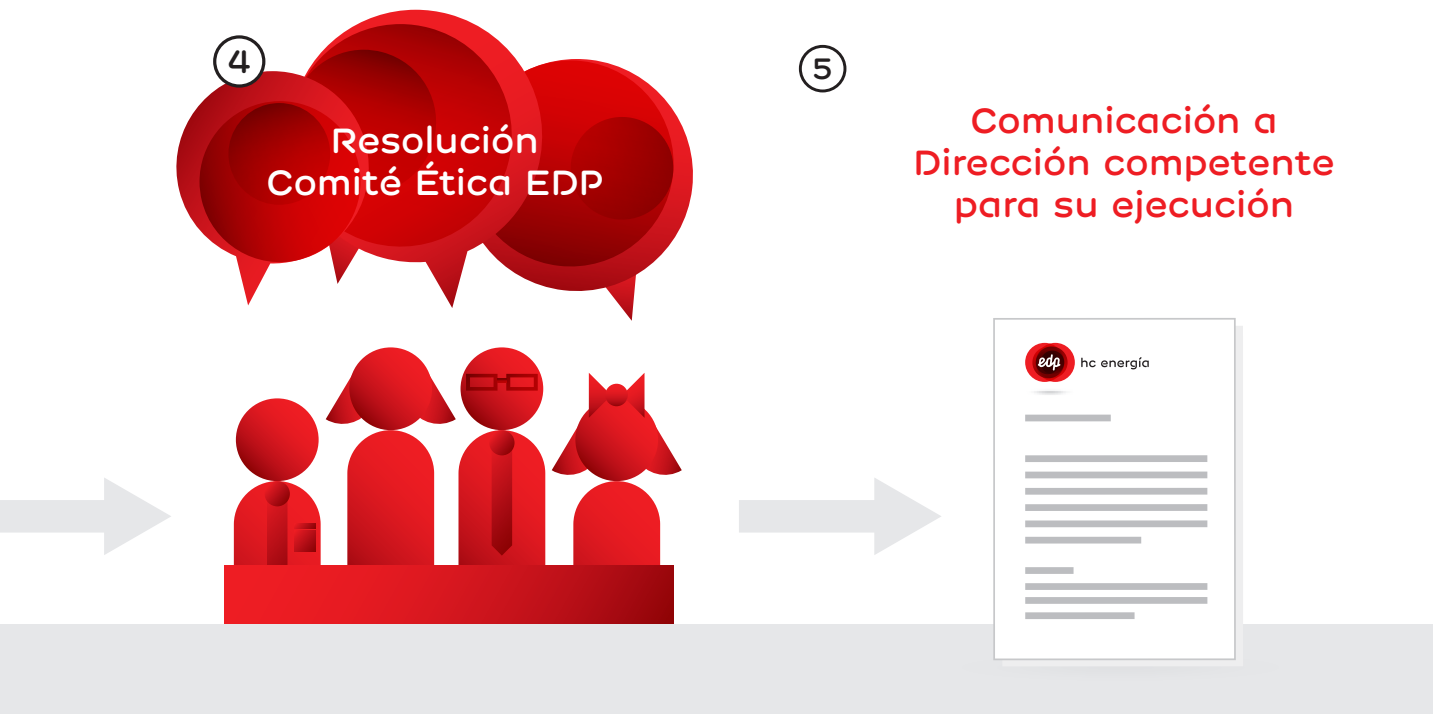 4
Resolución
Comité Ética EDP
5
Comunicación a
Dirección competente
para su ejecución
edp hc energía